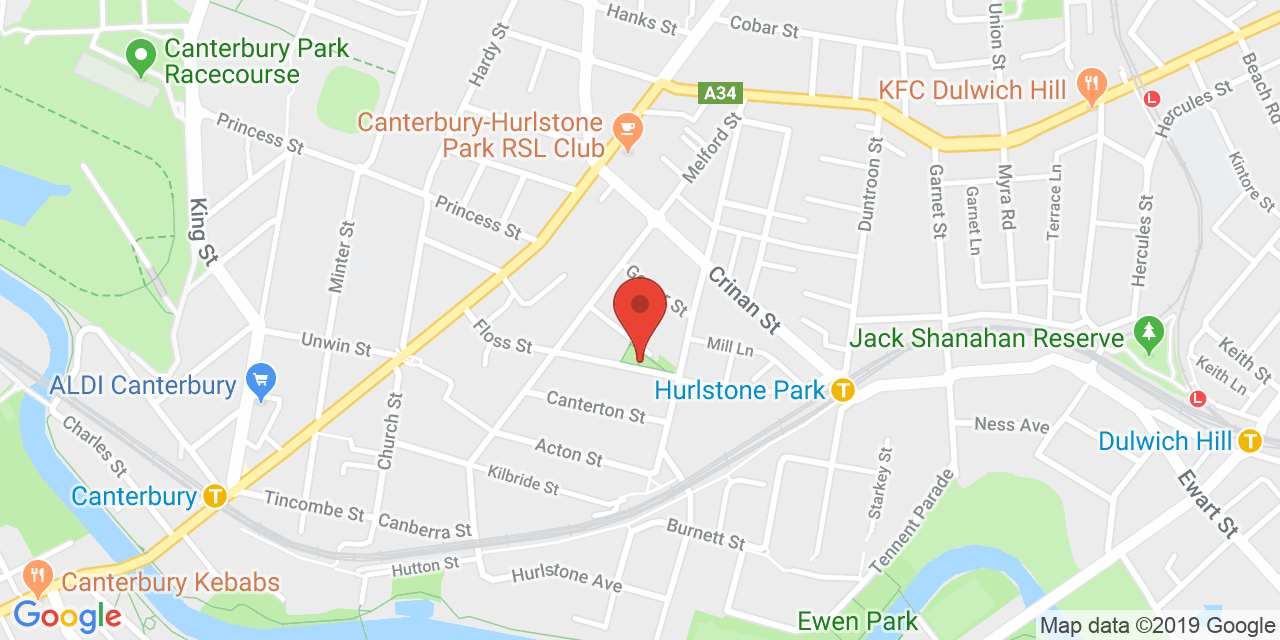 Hanks St
Cobar St
Union St
Canterbury Park
Racecourse
Hardy St
A34
KFC Dulwich Hill
L
Hercules St
Beach Rd
Canterbury-Hurlstone
Park RSL Club
Melford St
Princess St
Duntroon St
Garnet St
Garnet Ln
Myra Rd
Terrace Ln
Kintore St
King St
Minter St
Princess St
Hercules St
Crinan St
Floss St
Unwin St
Mill Ln
Jack Shanahan Reserve
Keith St
Keith Ln
ALDI Canterbury
Hurlstone Park
T
L
Canterton St
Church St
Ness Ave
Charles St
Acton St
Dulwich Hill
T
Kilbride St
Starkey St
Canterbury
T
Tincombe St
Canberra St
Ewart St
Tennent Parade
Burnett St
Hutton St
Hurlstone Ave
Canterbury Kebabs
Ewen Park
Google
Map data ©2019 Google